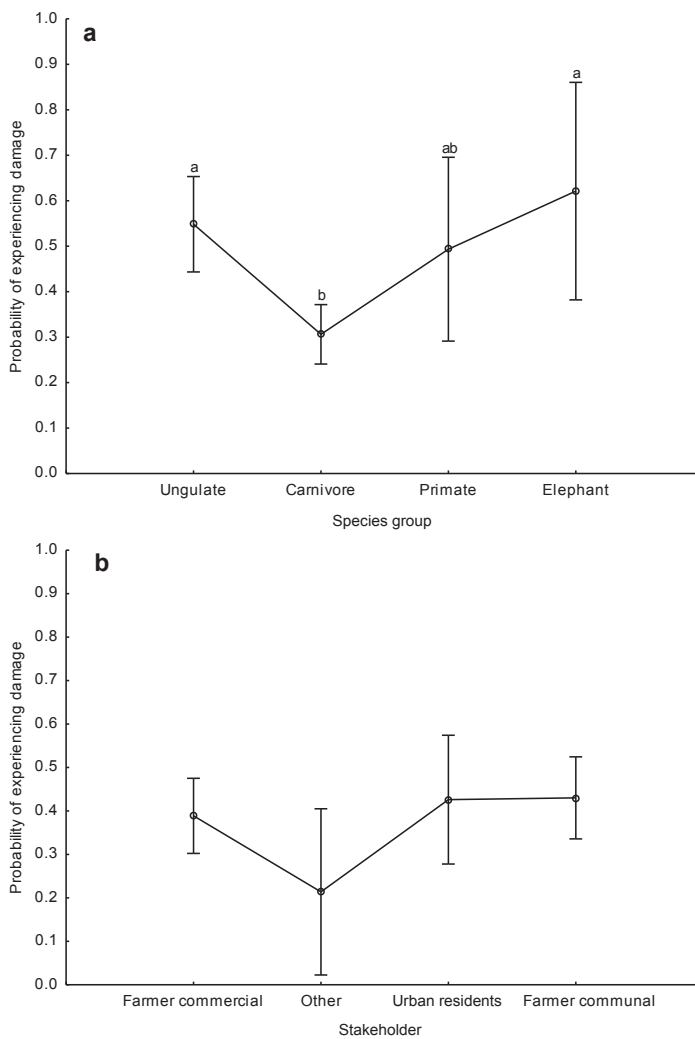 a
1.0
0.9
0.8
0.7
0.6
0.5
0.4
0.3
0.2
0.1
0.0
Probability of experiencing damage
a
b
ab
a
Ungulate Carnivore Primate Elephant
Species group
b
1.0
0.9
0.8
0.7
0.6
0.5
0.4
0.3
0.2
0.1
0.0
Probability of experiencing damage
Farmer commercial Other Urban residents Farmer communal
Stakeholder